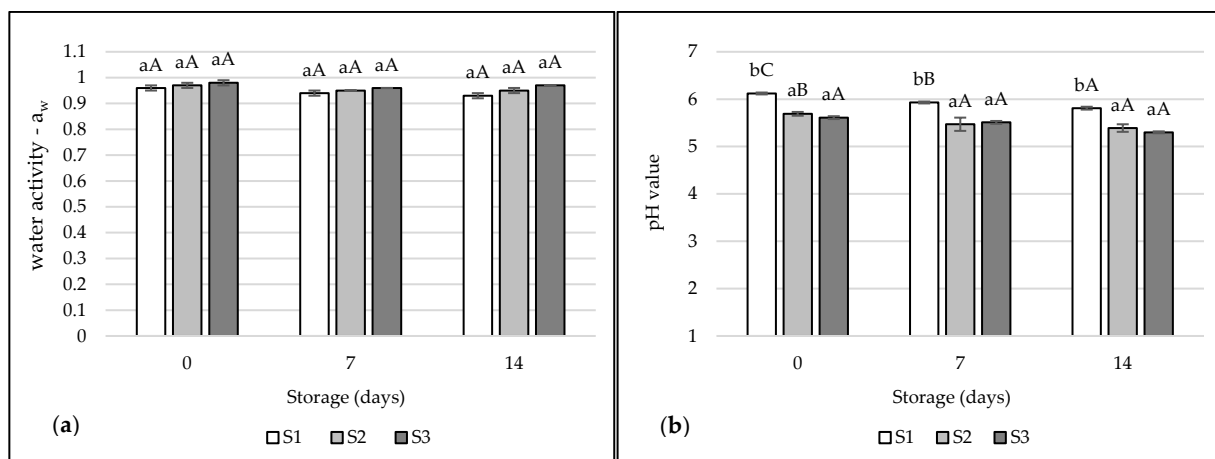 1.1
1
0.9
0.8
0.7
0.6
0.5
0.4
0.3
0.2
0.1
0
water activity - aw
aA aA aA
aA aA aA
aA aA aA
0 7 14
Storage (days)
(a)
S1 S2 S3
7
6
5
4
3
2
1
pH value
bC aB aA
bB aA aA
bA aA aA
0 7 14
Storage (days)
(b)
S1 S2 S3